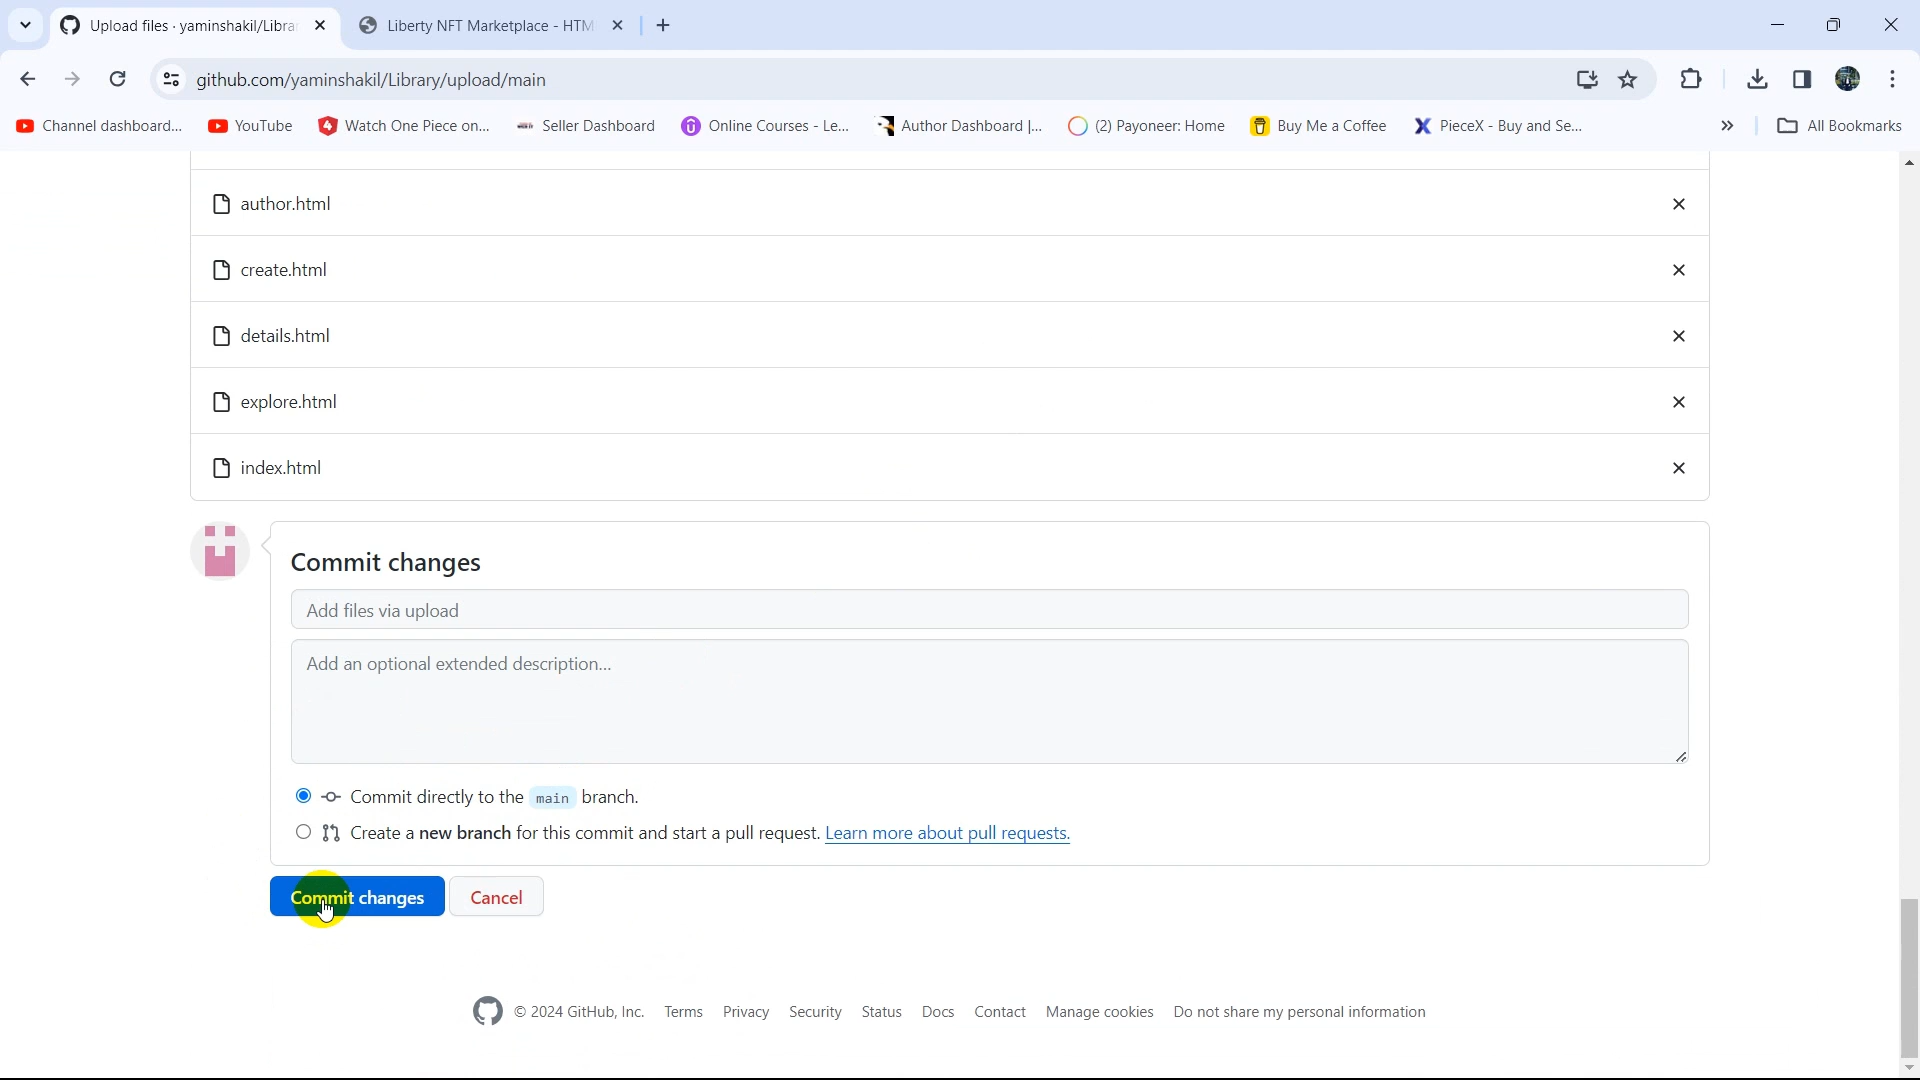 Upload files · yaminshakil/Librar
Liberty NFT Marketplace - HTM
github.com/yaminshakil/Library/upload/main
Channel dashboard...
YouTube
Watch One Piece on...
Seller Dashboard
Online Courses - Le...
Author Dashboard |...
(2) Payoneer: Home
Buy Me a Coffee
PieceX - Buy and Se...
All Bookmarks
author.html
create.html
details.html
explore.html
index.html
Commit changes
Add files via upload
Add an optional extended description...
Commit directly to the main branch.
Create a new branch for this commit and start a pull request. Learn more about pull requests.
Commit changes
Cancel
© 2024 GitHub, Inc. Terms Privacy Security Status Docs Contact Manage cookies Do not share my personal information